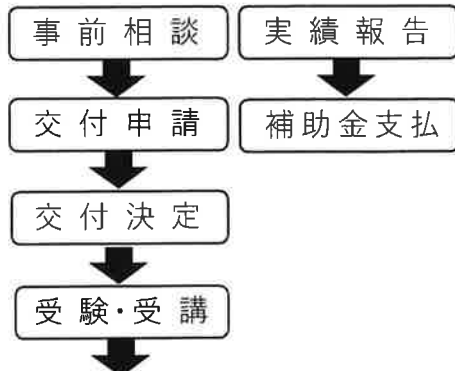 事前相談
交付申請
交付決定
受験・受講
実績報告
補助金支払